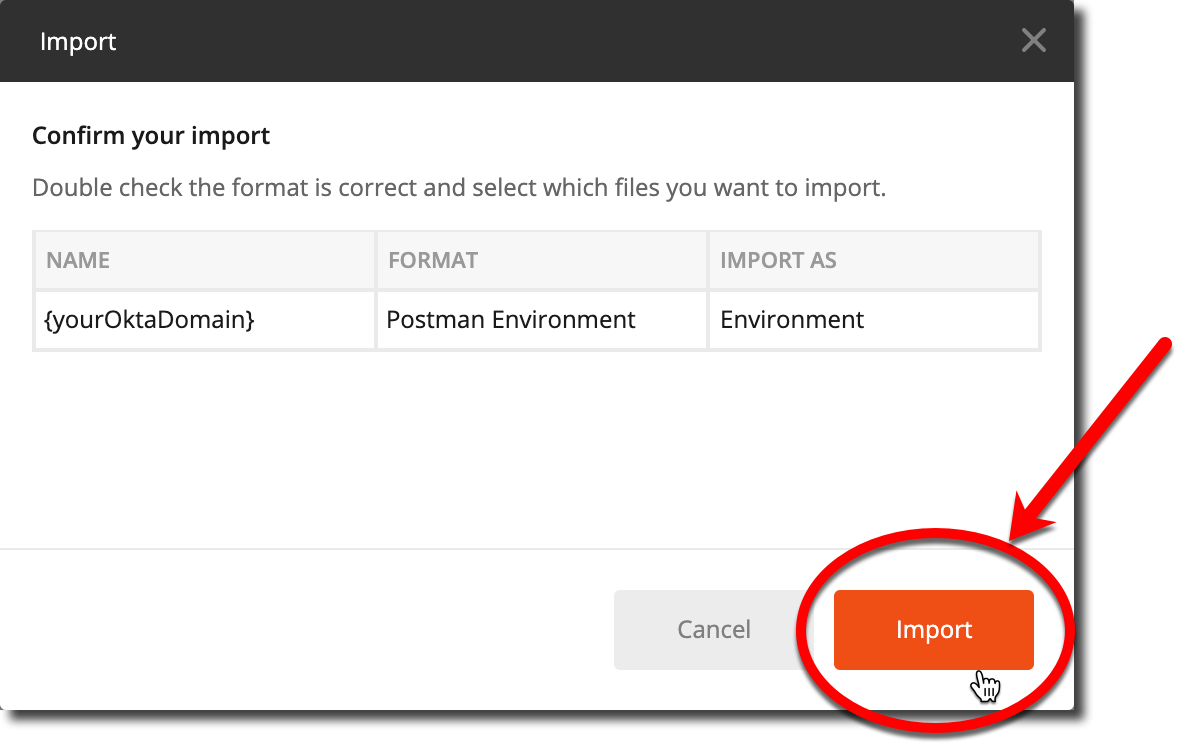 Import
Confirm your import
Double check the format is correct and select which files you want to import.
NAME FORMAT IMPORT AS
{yourOktaDomain} Postman Environment Environment
Cancel Import